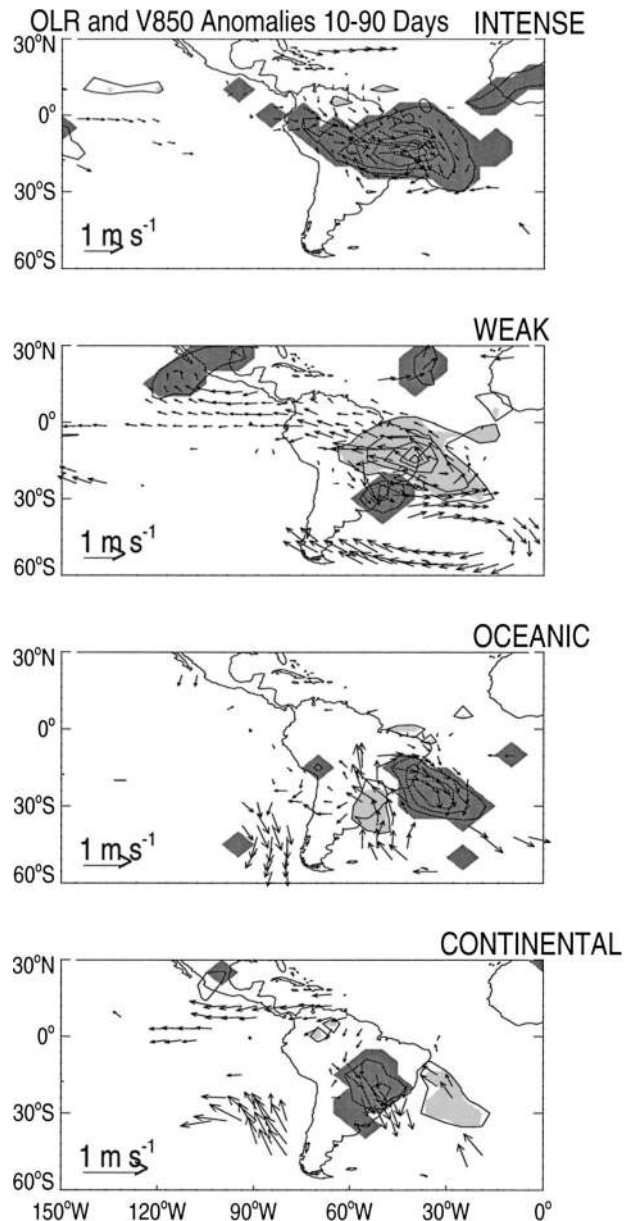 OLR and V850 Anomalies 10-90 Days INTENSE
30°N
0°
30°S
1 m s⁻¹
60°S
WEAK
30°N
0°
30°S
1 m s⁻¹
60°S
OCEANIC
30°N
0°
30°S
1 m s⁻¹
60°S
CONTINENTAL
30°N
0°
30°S
1 m s⁻¹
60°S
150°W 120°W 90°W 60°W 30°W 0°